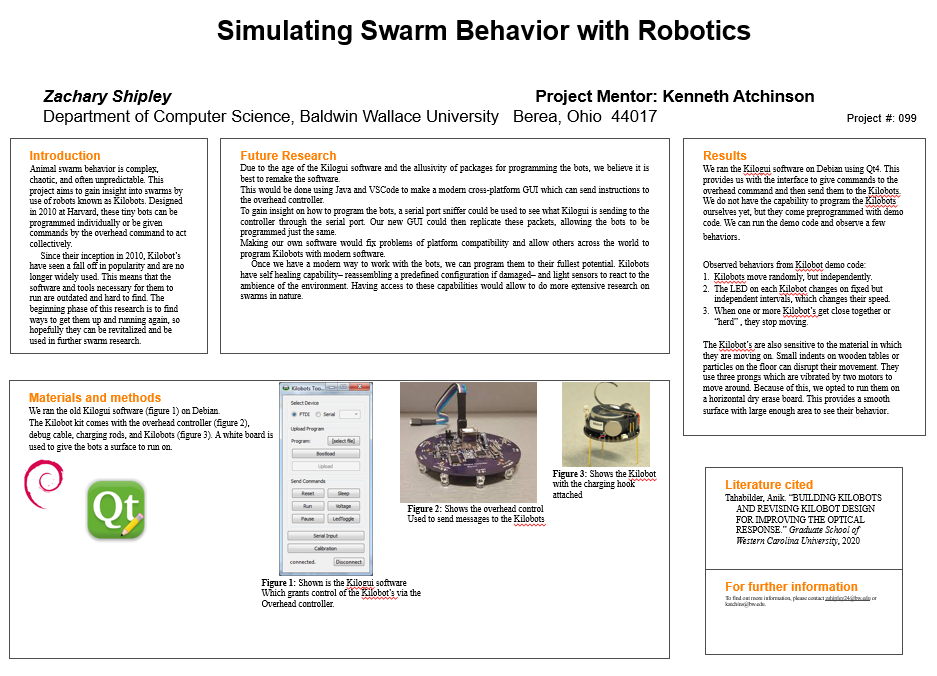 Simulating Swarm Behavior with Robotics
Zachary Shipley
Project Mentor: Kenneth Atchinson
Department of Computer Science, Baldwin Wallace University Berea, Ohio 44017
Project #: 099
Introduction
Animal swarm behavior is complex,
chaotic, and often unpredictable. This
project aims to gain insight into swarms by
use of robots known as Kilobots. Designed
in 2010 at Harvard, these tiny bots can be
programmed individually or be given
commands by the overhead command to act
collectively.
Since their inception in 2010, Kilobot's
have seen a fall off in popularity and are no
longer widely used. This means that the
software and tools necessary for them to
run are outdated and hard to find. The
beginning phase of this research is to find
ways to get them up and running again, so
hopefully they can be revitalized and be
used in further swarm research.
Future Research
Due to the age of the Kilogui software and the allusivity of packages for programming the bots, we believe it is
best to remake the software.
This would be done using Java and VSCode to make a modern cross-platform GUI which can send instructions to
the overhead controller.
To gain insight on how to program the bots, a serial port sniffer could be used to see what Kilogui is sending to the
controller through the serial port. Our new GUI could then replicate these packets, allowing the bots to be
programmed just the same.
Making our own software would fix problems of platform compatibility and allow others across the world to
program Kilobots with modern software.
Once we have a modern way to work with the bots, we can program them to their fullest potential. Kilobots
have self healing capability– reassembling a predefined configuration if damaged– and light sensors to react to the
ambience of the environment. Having access to these capabilities would allow to do more extensive research on
swarms in nature.
Results
We ran the Kilogui software on Debian using Qt4. This
provides us with the interface to give commands to the
overhead command and then send them to the Kilobots.
We do not have the capability to program the Kilobots
ourselves yet, but they come preprogrammed with demo
code. We can run the demo code and observe a few
behaviors.
Observed behaviors from Kilobot demo code:
1. Kilobots move randomly, but independently.
2. The LED on each Kilobot changes on fixed but
independent intervals, which changes their speed.
3. When one or more Kilobot's get close together or
"herd" , they stop moving.
The Kilobot's are also sensitive to the material in which
they are moving on. Small indents on wooden tables or
particles on the floor can disrupt their movement. They
use three prongs which are vibrated by two motors to
move around. Because of this, we opted to run them on
a horizontal dry erase board. This provides a smooth
surface with large enough area to see their behavior.
Materials and methods
We ran the old Kilogui software (figure 1) on Debian.
The Kilobot kit comes with the overhead controller (figure 2),
debug cable, charging rods, and Kilobots (figure 3). A white board is
used to give the bots a surface to run on.
Qt
Kilobots Too...
Select Device
FTDI Serial
Upload Program
Program: [select file]
Bootload
Upload
Send Commands
Reset Sleep
Run Voltage
Pause LedToggle
Serial Input
Calibration
connected. Disconnect
Figure 1: Shown is the Kilogui software
Which grants control of the Kilobot's via the
Overhead controller.
Figure 2: Shows the overhead control
Used to send messages to the Kilobots
Figure 3: Shows the Kilobot
with the charging hook
attached
Literature cited
Tahabilder, Anik. "BUILDING KILOBOTS
AND REVISING KILOBOT DESIGN
FOR IMPROVING THE OPTICAL
RESPONSE." Graduate School of
Western Carolina University, 2020
For further information
To find out more information, please contact zshipley24@bw.edu or
katchins@bw.edu.